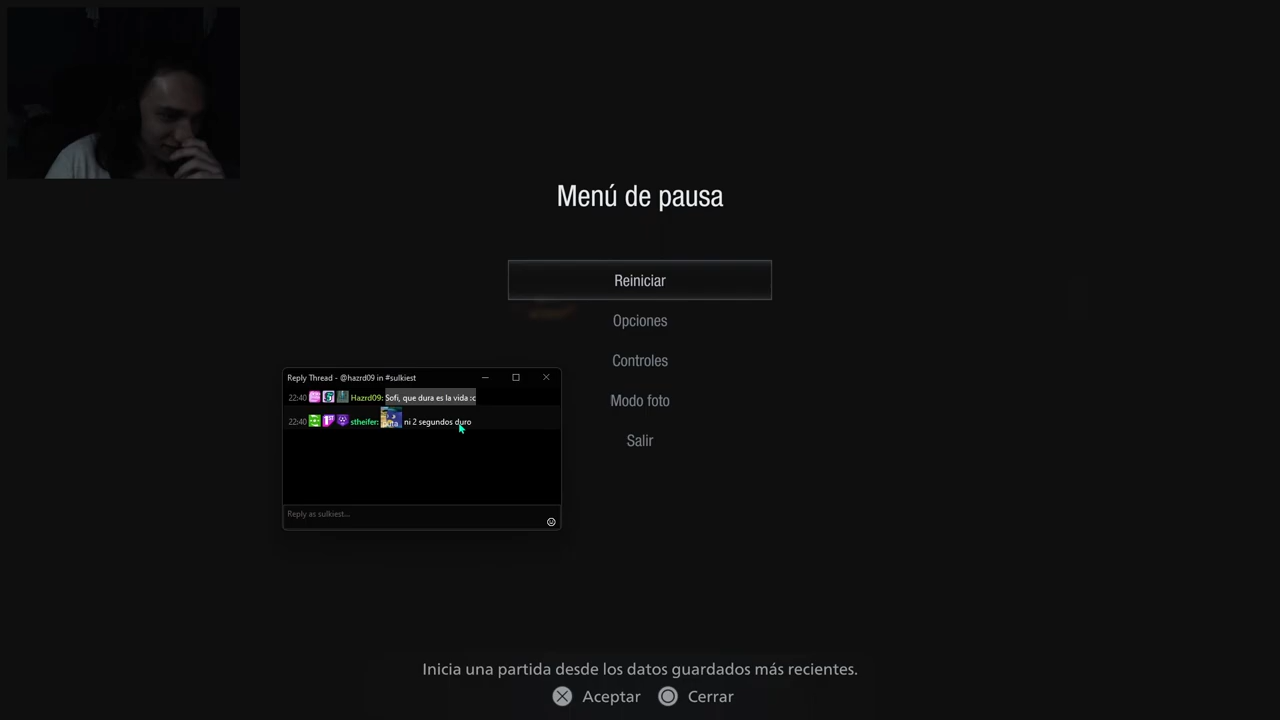 Menú de pausa
Reiniciar
Opciones
Controles
Modo foto
Salir
Reply Thread - @hazrd09 in #sulkiest
22:40 Hazrd09: Sofi, que dura es la vida :c
22:40 stheifer: ni 2 segundos duro
Reply as sulkiest...
Inicia una partida desde los datos guardados más recientes.
Aceptar Cerrar